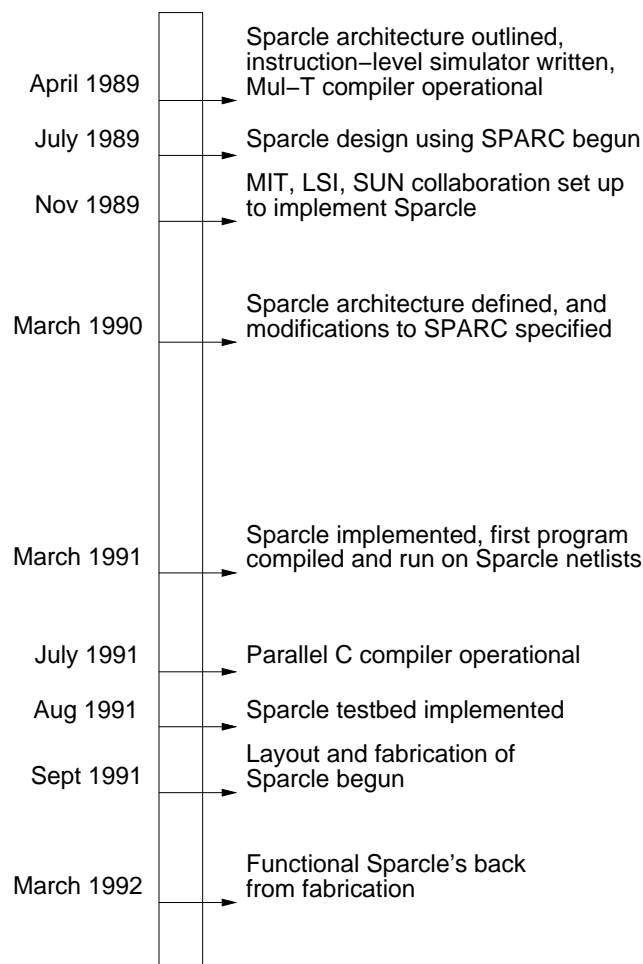 Sparcle architecture outlined,
instruction−level simulator written,
April 1989
Mul−T compiler operational
July 1989
Sparcle design using SPARC begun
Nov 1989
MIT, LSI, SUN collaboration set up
to implement Sparcle
March 1990
Sparcle architecture defined, and
modifications to SPARC specified
March 1991
Sparcle implemented, first program
compiled and run on Sparcle netlists
July 1991
Parallel C compiler operational
Aug 1991
Sparcle testbed implemented
Sept 1991
Layout and fabrication of
Sparcle begun
March 1992
Functional Sparcle's back
from fabrication